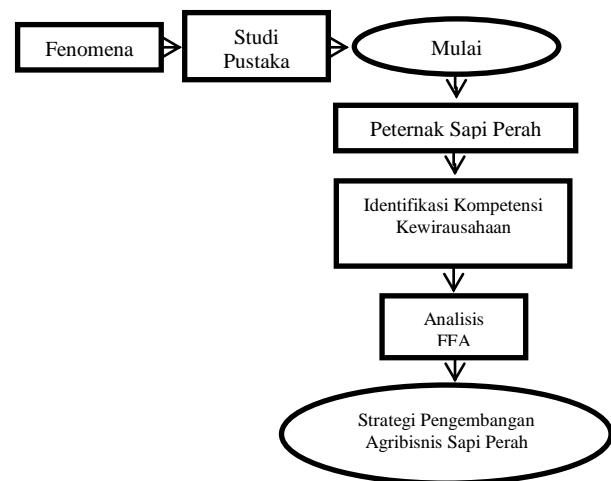 Fenomena
Studi
Pustaka
Mulai
Peternak Sapi Perah
Identifikasi Kompetensi
Kewirausahaan
Analisis
FFA
Strategi Pengembangan
Agribisnis Sapi Perah